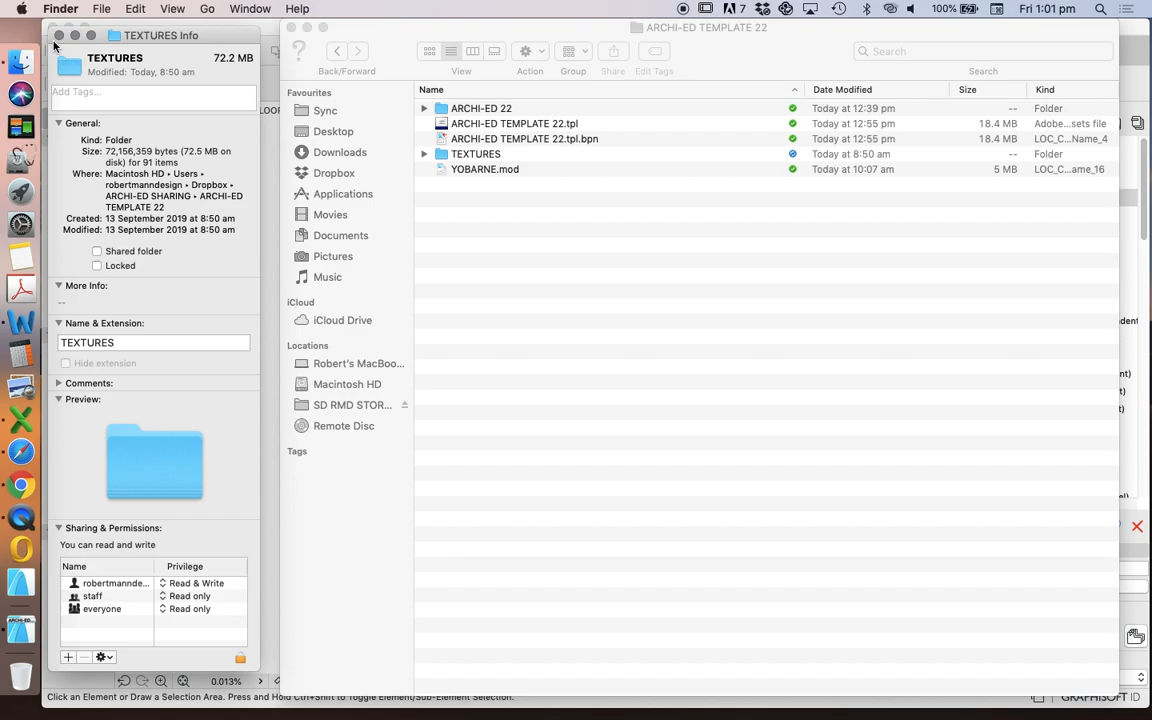 Finder File Edit View Go Window Help 7 100% Fri 1:01 pm
TEXTURES Info
TEXTURES 72.2 MB
Modified: Today, 8:50 am
Add Tags...
General:
Kind: Folder
Size: 72,156,359 bytes (72.5 MB on
disk) for 91 items
Where: Macintosh HD ▸ Users ▸
robertmanndesign ▸ Dropbox ▸
ARCHI-ED SHARING ▸ ARCHI-ED
TEMPLATE 22
Created: 13 September 2019 at 8:50 am
Modified: 13 September 2019 at 8:50 am
Shared folder
Locked
More Info:
--
Name & Extension:
TEXTURES
Hide extension
Comments:
Preview:
Sharing & Permissions:
You can read and write
Name Privilege
robertmannde... Read & Write
staff Read only
everyone Read only
ARCHI-ED TEMPLATE 22
Back/Forward View Action Group Share Edit Tags Search
Search
Favourites
Sync
Desktop
Downloads
Dropbox
Applications
Movies
Documents
Pictures
Music
iCloud
iCloud Drive
Locations
Robert's MacBoo...
Macintosh HD
SD RMD STOR...
Remote Disc
Tags
Name Date Modified Size Kind
ARCHI-ED 22 Today at 12:39 pm -- Folder
ARCHI-ED TEMPLATE 22.tpl Today at 12:55 pm 18.4 MB Adobe...sets file
ARCHI-ED TEMPLATE 22.tpl.bpn Today at 12:55 pm 18.4 MB LOC_C...Name_4
TEXTURES Today at 8:50 am -- Folder
YOBARNE.mod Today at 10:07 am 5 MB LOC_C...ame_16
0.013%
Click an Element or Draw a Selection Area. Press and Hold Ctrl+Shift to Toggle Element/Sub-Element Selection.
GRAPHISOFT ID